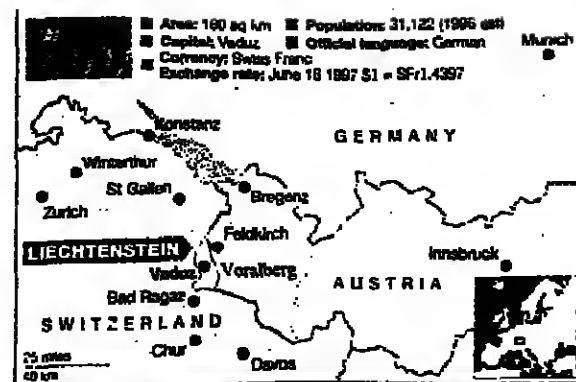 Area: 160 sq km Population: 31,122 (1996 est)
Capital: Vaduz Official language: German
Currency: Swiss Franc
Exchange rate: June 16 1997 $1 = SFr1.4397
Munich
Konstanz
GERMANY
Winterthur
St Gallen
Bregenz
Zurich
Feldkirch
LIECHTENSTEIN
Innsbruck
Vaduz
Voralberg
AUSTRIA
Bad Ragaz
SWITZERLAND
Chur
Davos
25 miles
40 km